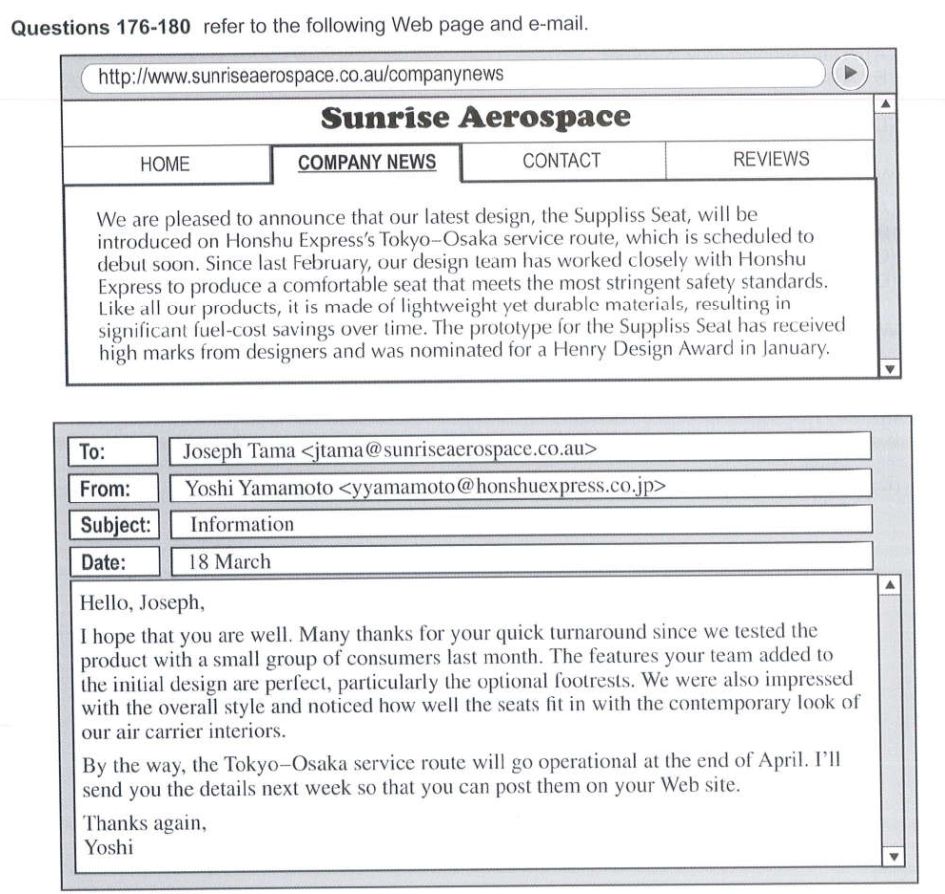 Questions 176-180 refer to the following Web page and e-mail.
http://www.sunriseaerospace.co.au/companynews
Sunrise Aerospace
HOME COMPANY NEWS CONTACT REVIEWS
We are pleased to announce that our latest design, the Suppliss Seat, will be
introduced on Honshu Express's Tokyo–Osaka service route, which is scheduled to
debut soon. Since last February, our design team has worked closely with Honshu
Express to produce a comfortable seat that meets the most stringent safety standards.
Like all our products, it is made of lightweight yet durable materials, resulting in
significant fuel-cost savings over time. The prototype for the Suppliss Seat has received
high marks from designers and was nominated for a Henry Design Award in January.
To: Joseph Tama <jtama@sunriseaerospace.co.au>
From: Yoshi Yamamoto <yyamamoto@honshuexpress.co.jp>
Subject: Information
Date: 18 March
Hello, Joseph,
I hope that you are well. Many thanks for your quick turnaround since we tested the
product with a small group of consumers last month. The features your team added to
the initial design are perfect, particularly the optional footrests. We were also impressed
with the overall style and noticed how well the seats fit in with the contemporary look of
our air carrier interiors.
By the way, the Tokyo–Osaka service route will go operational at the end of April. I'll
send you the details next week so that you can post them on your Web site.
Thanks again,
Yoshi